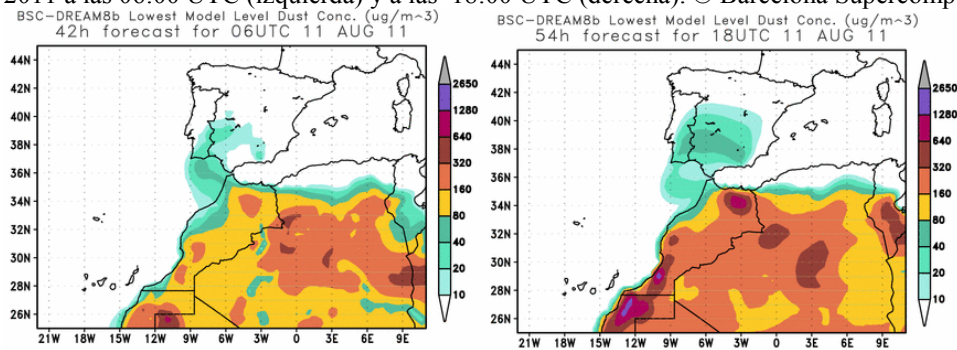 2011 a las 06:00 UTC (izquierda) y a las 18:00 UTC (derecha). © Barcelona Supercomp
BSC-DREAM8b Lowest Model Level Dust Conc. (ug/m^3)
42h forecast for 06UTC 11 AUG 11
44N
42N
40N
38N
36N
34N
32N
30N
28N
26N
21W 18W 15W 12W 9W 6W 3W 0 3E 6E 9E
2650
1280
640
320
160
80
40
20
10
BSC-DREAM8b Lowest Model Level Dust Conc. (ug/m^3)
54h forecast for 18UTC 11 AUG 11
44N
42N
40N
38N
36N
34N
32N
30N
28N
26N
21W 18W 15W 12W 9W 6W 3W 0 3E 6E 9E
2650
1280
640
320
160
80
40
20
10